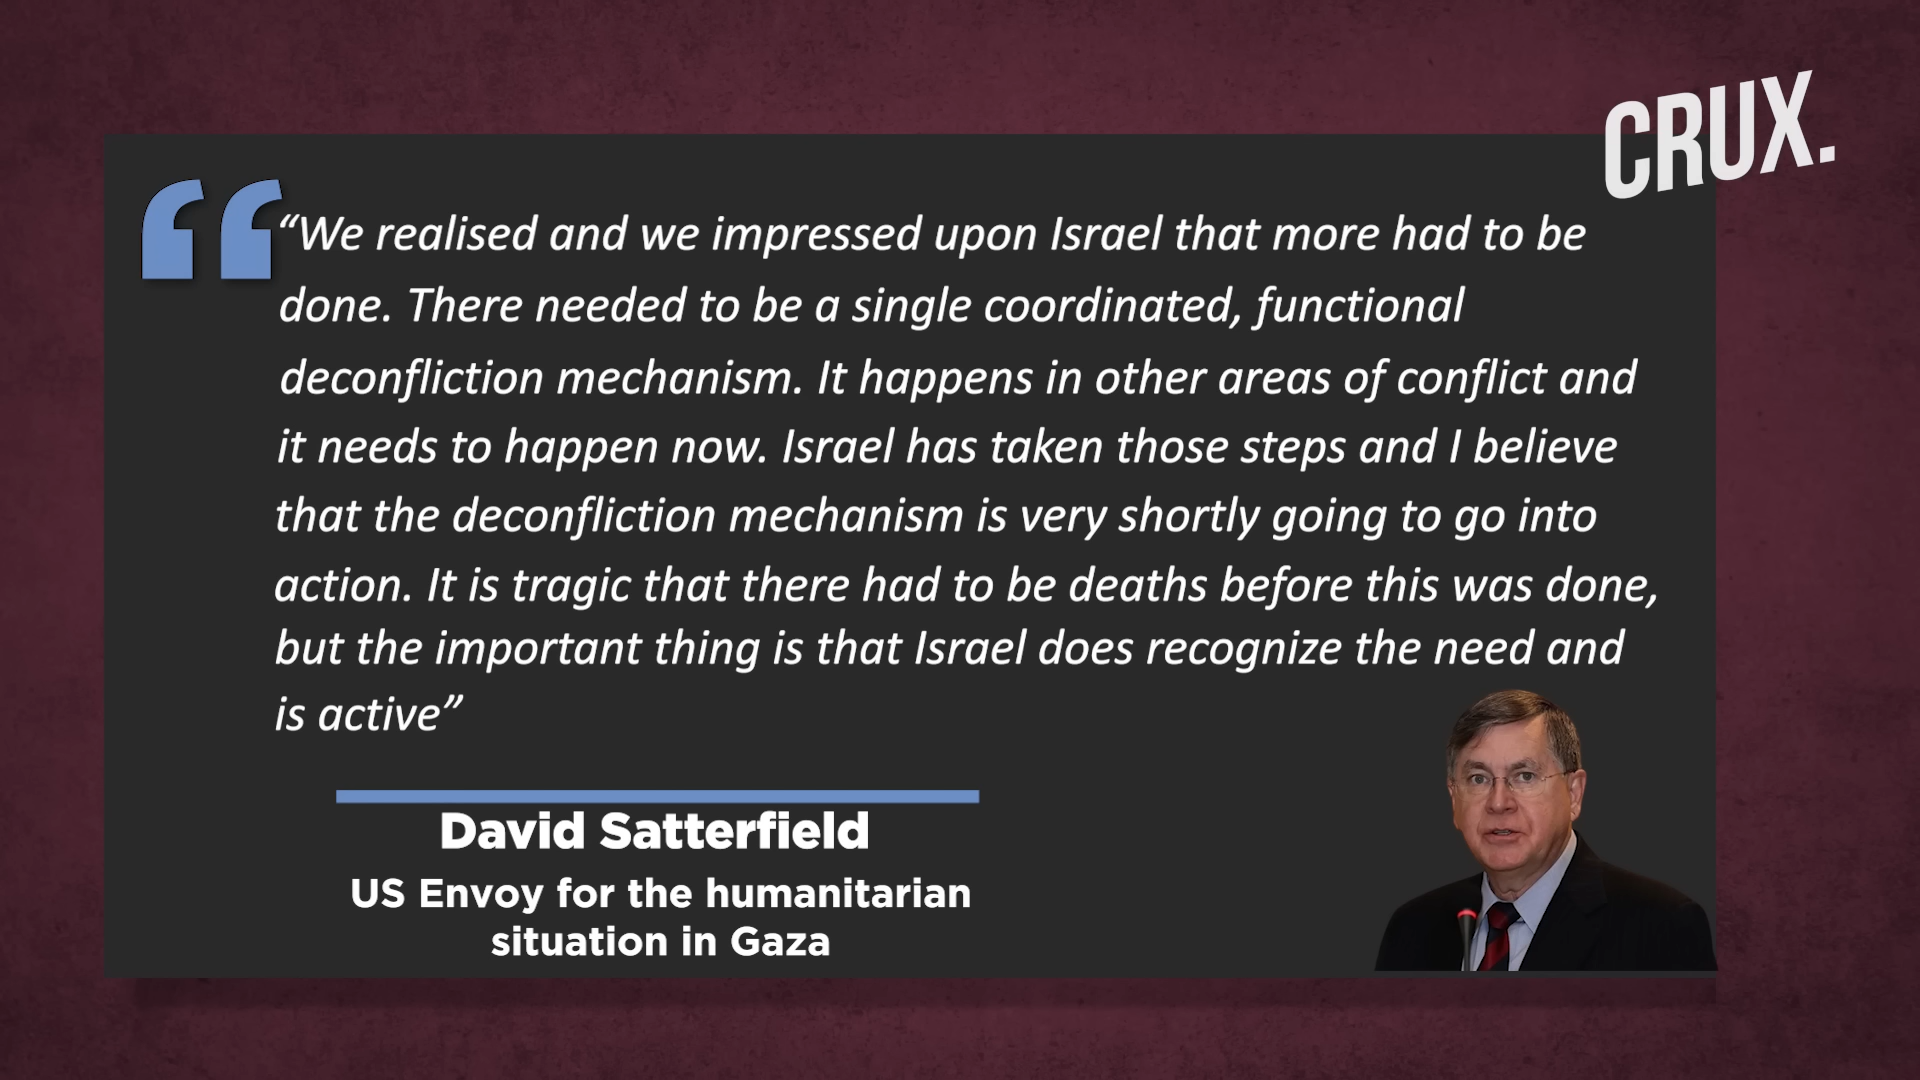 CRUX.
“We realised and we impressed upon Israel that more had to be
done. There needed to be a single coordinated, functional
deconfliction mechanism. It happens in other areas of conflict and
it needs to happen now. Israel has taken those steps and I believe
that the deconfliction mechanism is very shortly going to go into
action. It is tragic that there had to be deaths before this was done,
but the important thing is that Israel does recognize the need and
is active”
David Satterfield
US Envoy for the humanitarian
situation in Gaza